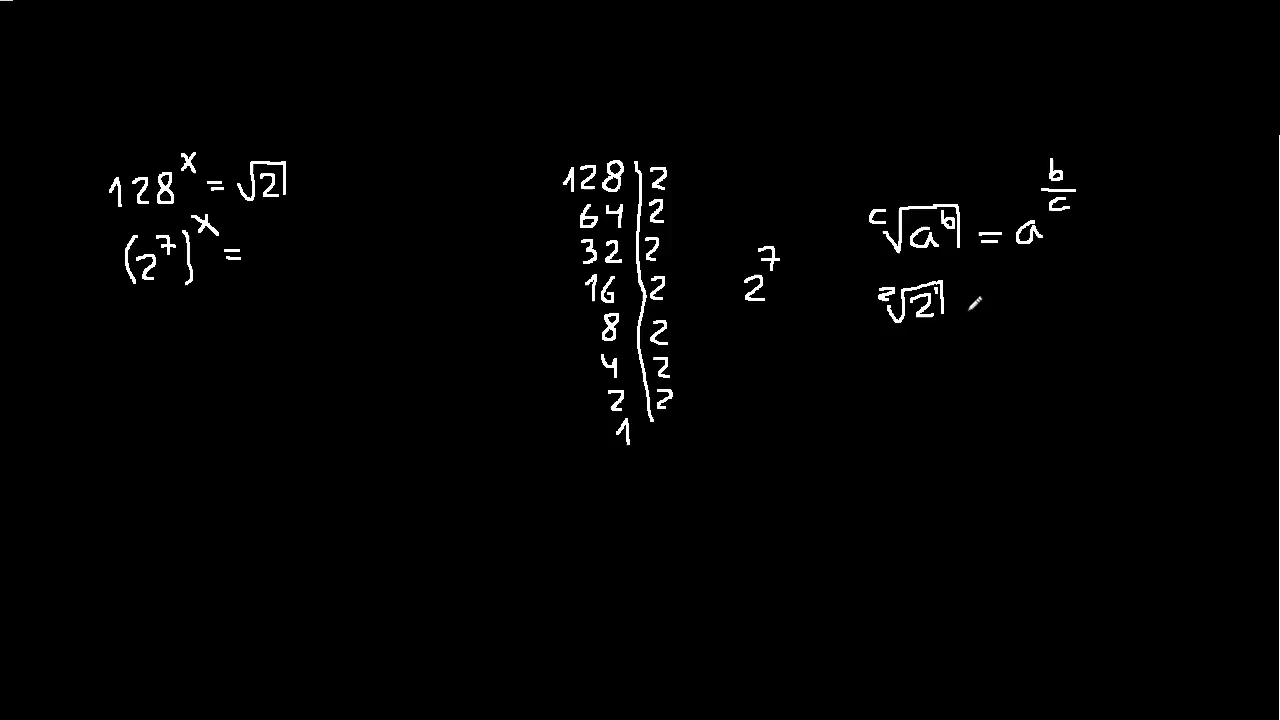 128^x = √2
(2^7)^x =
128 | 2
64 | 2
32 | 2
16 | 2
8 | 2
4 | 2
2 | 2
1
2^7
^c√a^b = a^(b/c)
^2√2^1